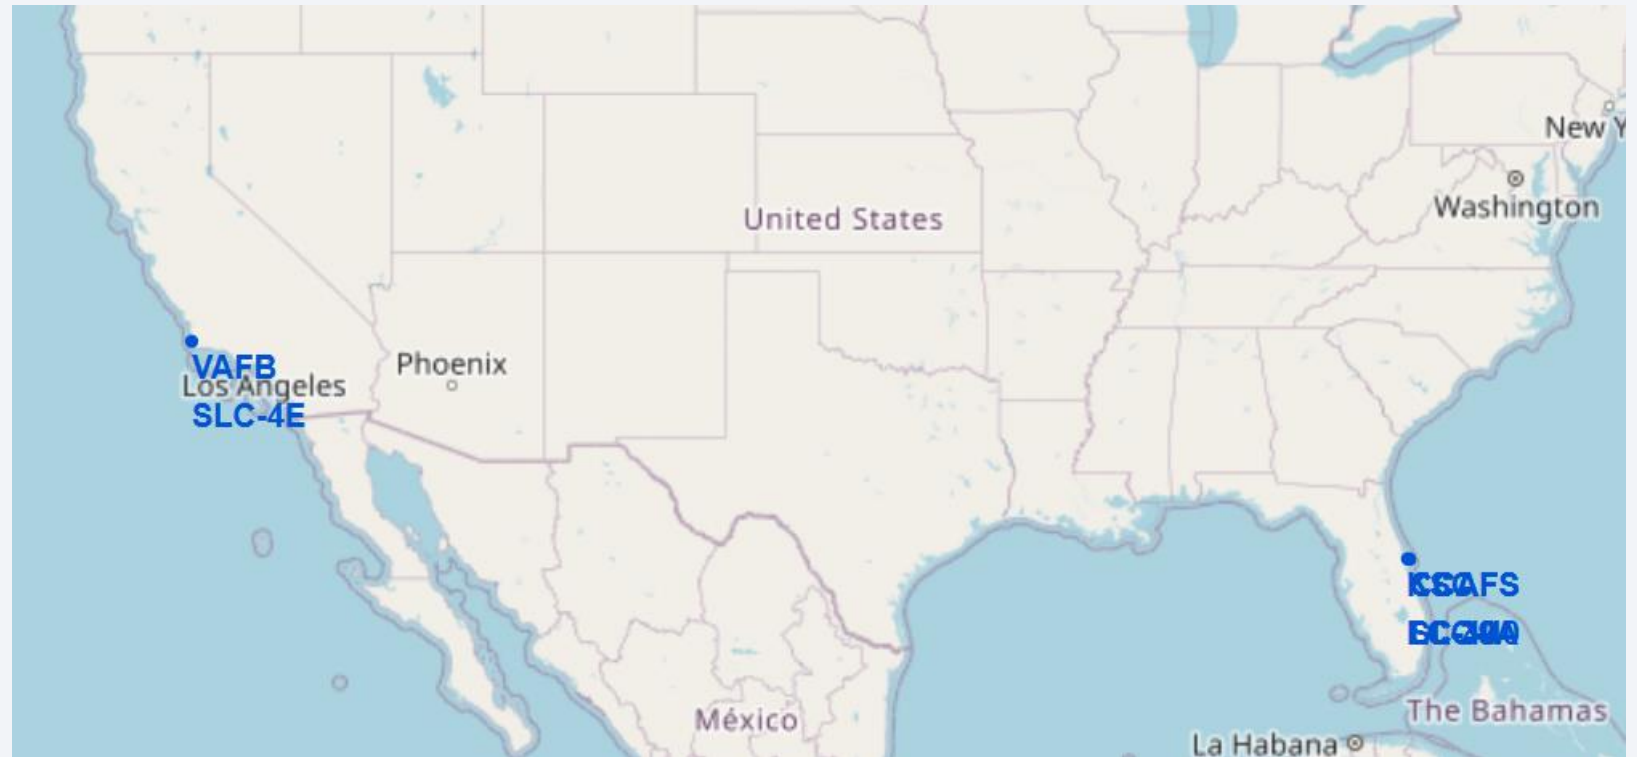 New Y
Washington
United States
Phoenix
VAFB
Los Angeles
SLC-4E
The Bahamas
México
La Habana